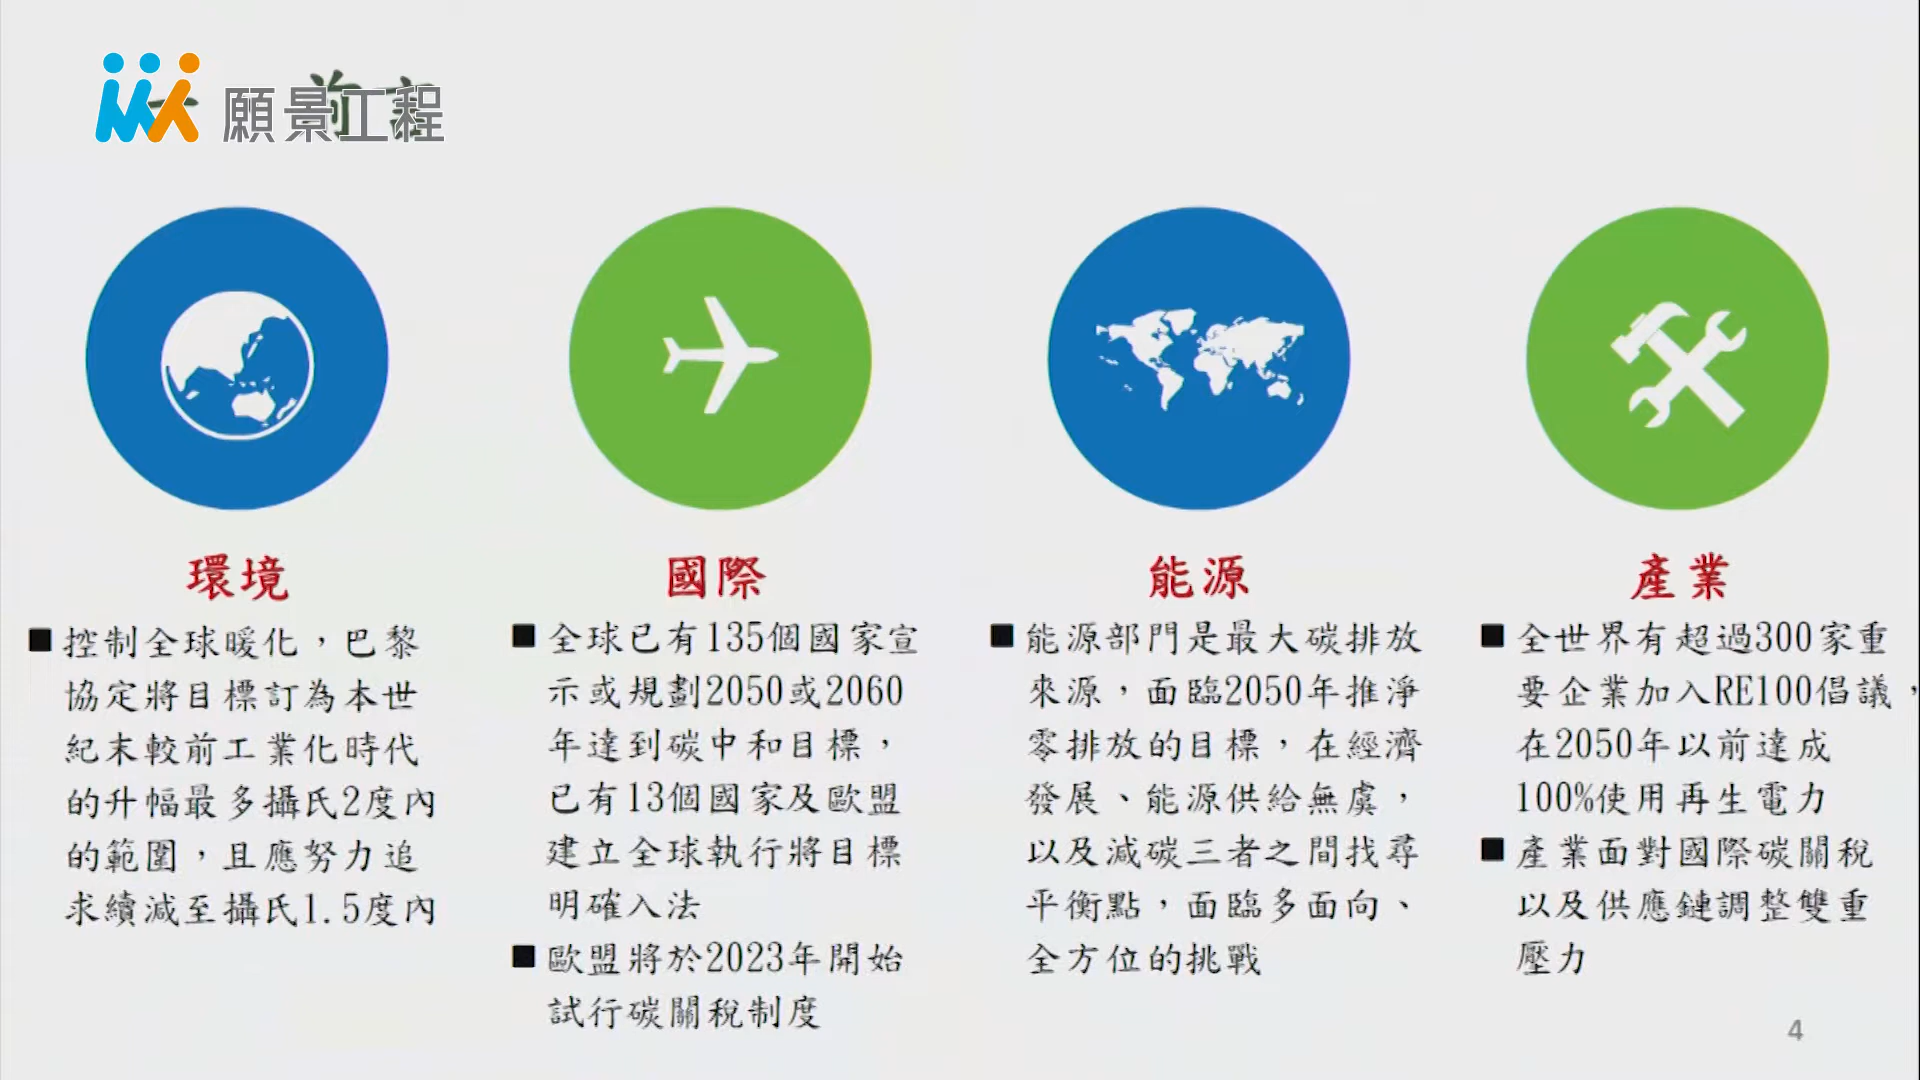 願景工程
環境
控制全球暖化，巴黎
協定將目標訂為本世
紀末較前工業化時代
的升幅最多攝氏2度內
的範圍，且應努力追
求續減至攝氏1.5度內
國際
全球已有135個國家宣
示或規劃2050或2060
年達到碳中和目標，
已有13個國家及歐盟
建立全球執行將目標
明確入法
歐盟將於2023年開始
試行碳關稅制度
能源
能源部門是最大碳排放
來源，面臨2050年推淨
零排放的目標，在經濟
發展、能源供給無虞，
以及減碳三者之間找尋
平衡點，面臨多面向、
全方位的挑戰
產業
全世界有超過300家重
要企業加入RE100倡議，
在2050年以前達成
100%使用再生電力
產業面對國際碳關稅
以及供應鏈調整雙重
壓力
4